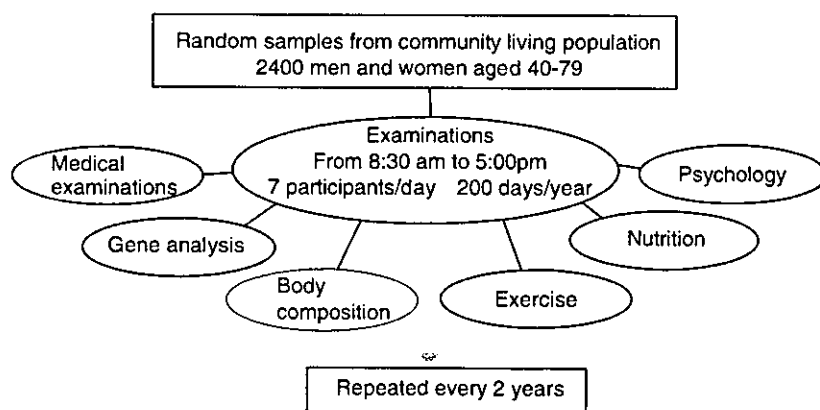 Random samples from community living population
2400 men and women aged 40-79
Examinations
From 8:30 am to 5:00pm
7 participants/day 200 days/year
Medical
examinations
Psychology
Gene analysis
Nutrition
Body
composition
Exercise
Repeated every 2 years